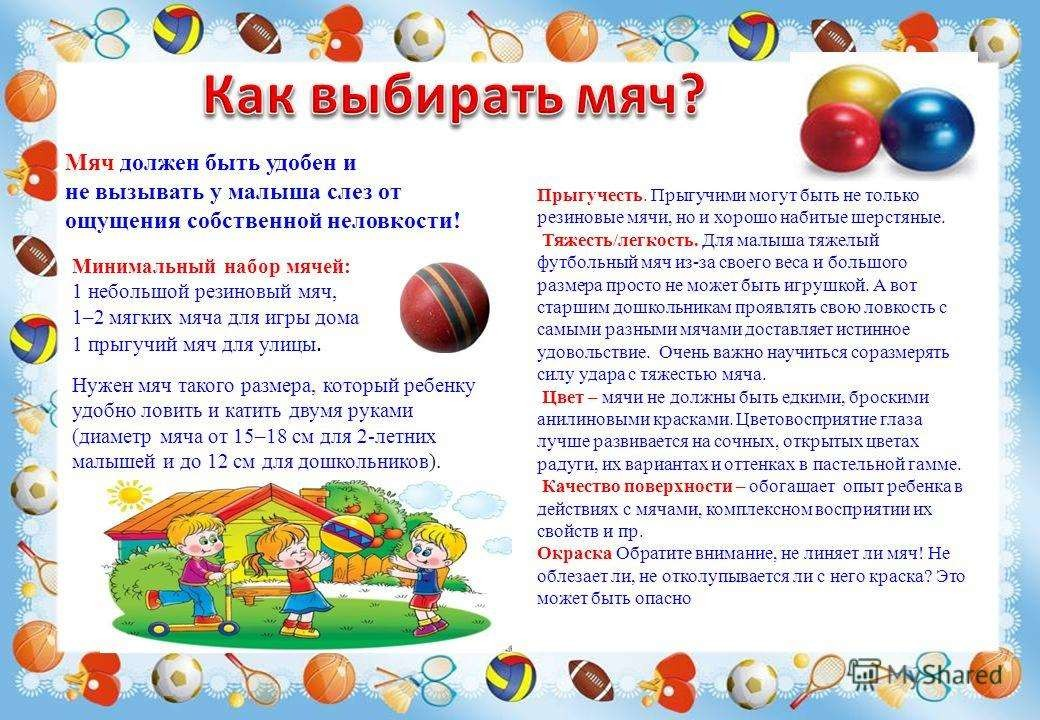 Как выбирать мяч?
Мяч должен быть удобен и
не вызывать у малыша слез от
ощущения собственной неловкости!
Минимальный набор мячей:
1 небольшой резиновый мяч,
1–2 мягких мяча для игры дома
1 прыгучий мяч для улицы.
Нужен мяч такого размера, который ребенку
удобно ловить и катить двумя руками
(диаметр мяча от 15–18 см для 2-летних
малышей и до 12 см для дошкольников).
Прыгучесть. Прыгучими могут быть не только
резиновые мячи, но и хорошо набитые шерстяные.
Тяжесть/легкость. Для малыша тяжелый
футбольный мяч из-за своего веса и большого
размера просто не может быть игрушкой. А вот
старшим дошкольникам проявлять свою ловкость с
самыми разными мячами доставляет истинное
удовольствие. Очень важно научиться соразмерять
силу удара с тяжестью мяча.
Цвет – мячи не должны быть едкими, броскими
анилиновыми красками. Цветовосприятие глаза
лучше развивается на сочных, открытых цветах
радуги, их вариантах и оттенках в пастельной гамме.
Качество поверхности – обогащает опыт ребенка в
действиях с мячами, комплексном восприятии их
свойств и пр.
Окраска Обратите внимание, не линяет ли мяч! Не
облезает ли, не отколупывается ли с него краска? Это
может быть опасно
MyShared